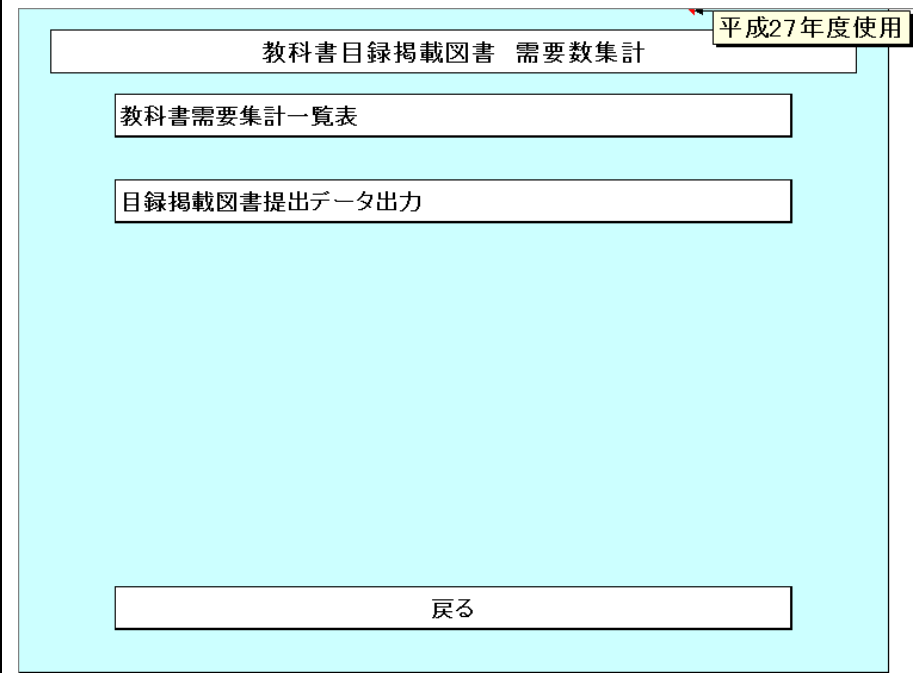 平成27年度使用
教科書目録掲載図書 需要数集計
教科書需要集計一覧表
目録掲載図書提出データ出力
戻る